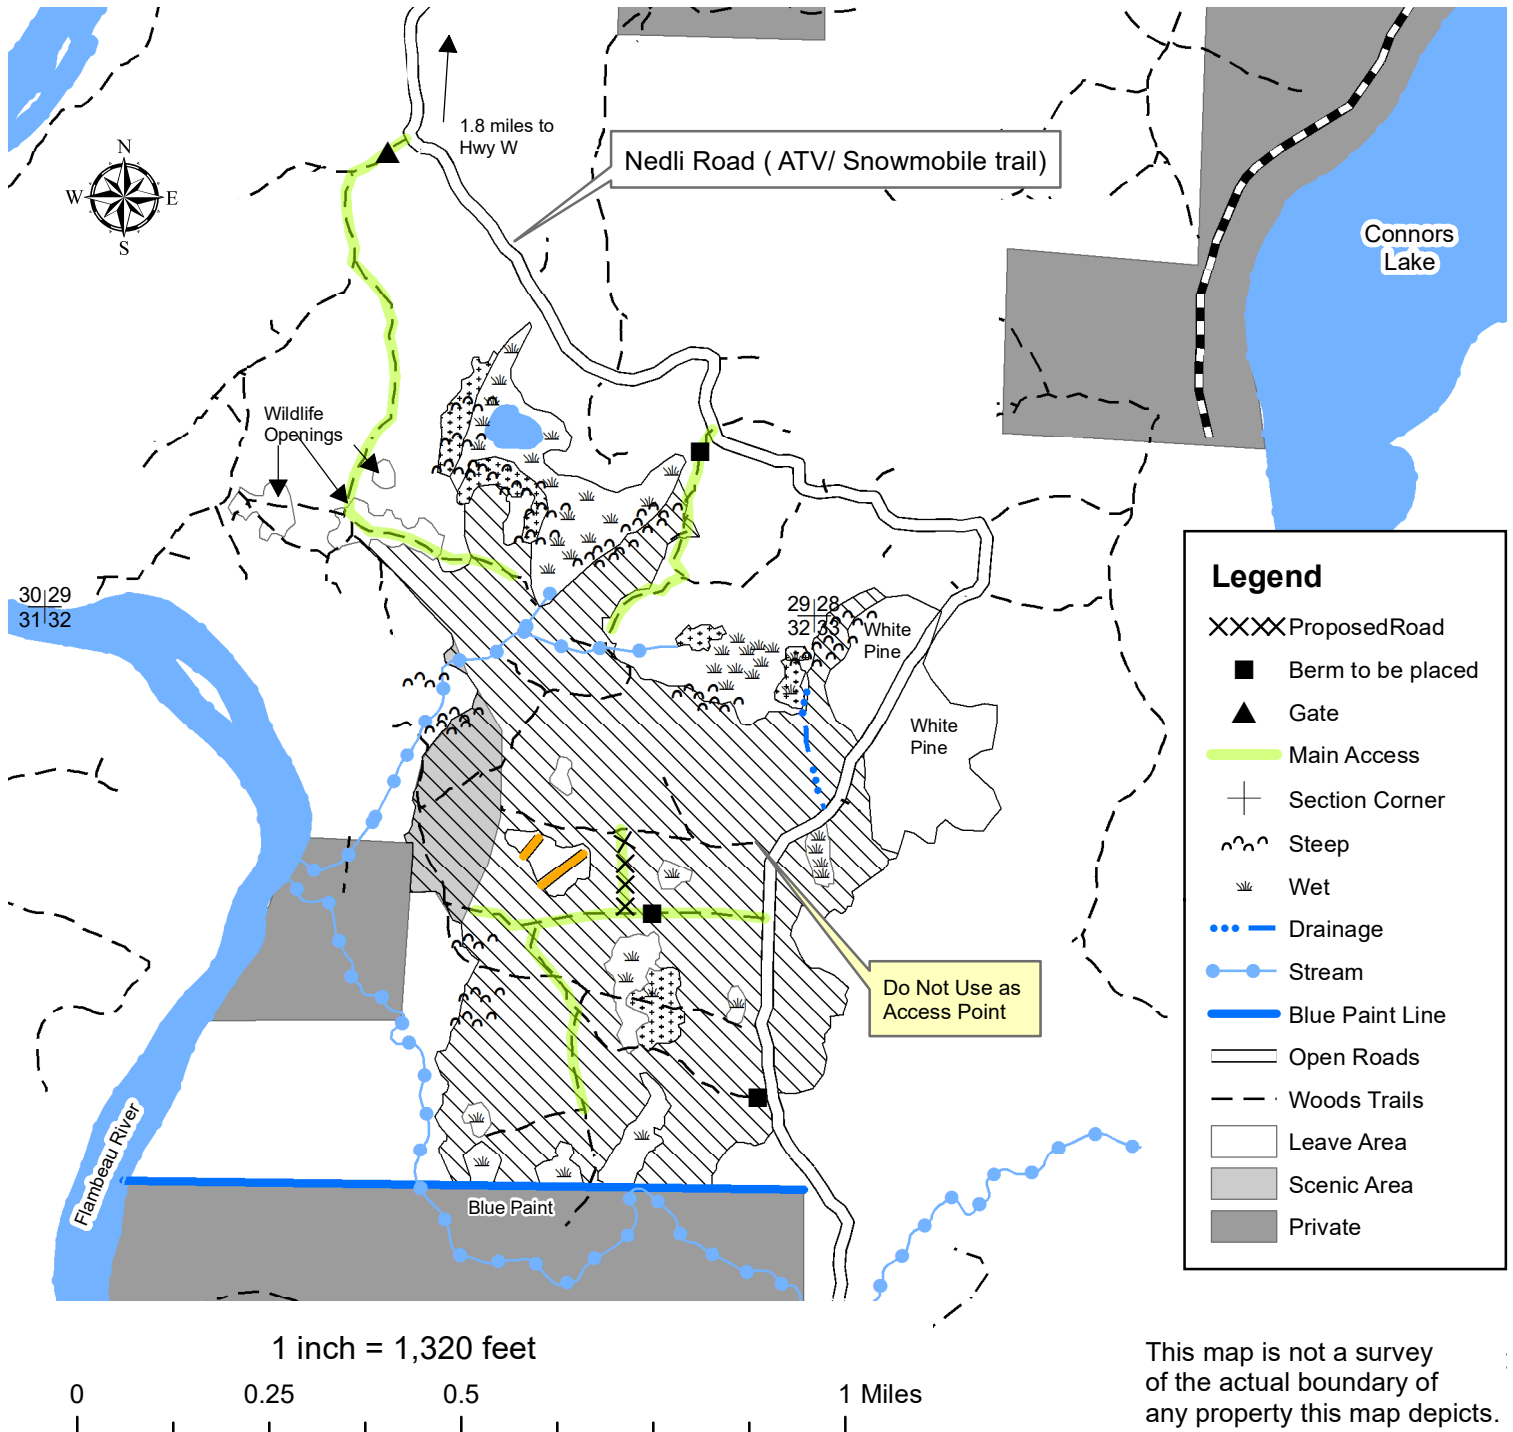 1.8 miles to
Hwy W
Nedli Road ( ATV/ Snowmobile trail)
N
W
E
S
Connors
Lake
Wildlife
Openings
30 29
31 32
29 28
32 33
White
Pine
White
Pine
Do Not Use as
Access Point
Flambeau River
Blue Paint
Legend
ProposedRoad
Berm to be placed
Gate
Main Access
Section Corner
Steep
Wet
Drainage
Stream
Blue Paint Line
Open Roads
Woods Trails
Leave Area
Scenic Area
Private
1 inch = 1,320 feet
0 0.25 0.5 1 Miles
This map is not a survey
of the actual boundary of
any property this map depicts.